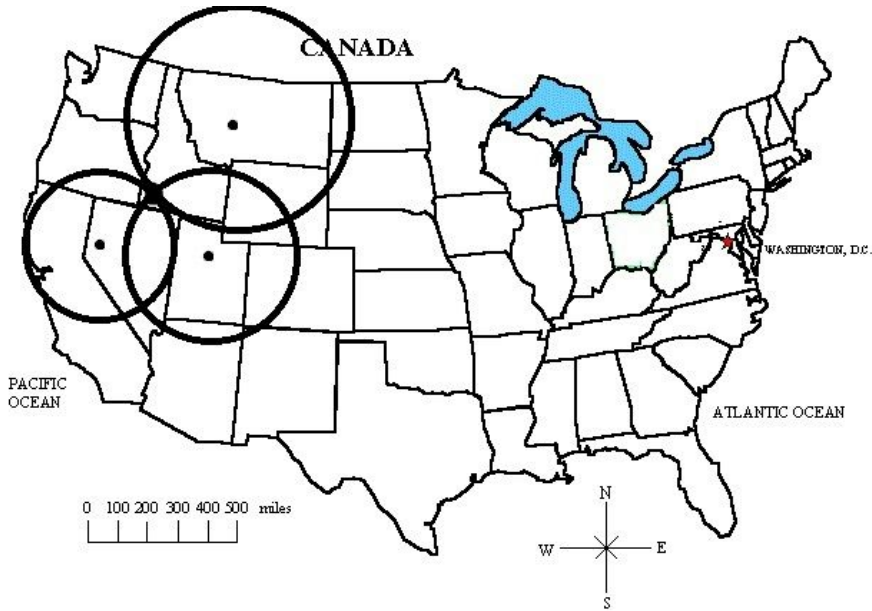 CANADA
WASHINGTON, D.C.
PACIFIC
OCEAN
ATLANTIC OCEAN
0 100 200 300 400 500 miles
N
W E
S